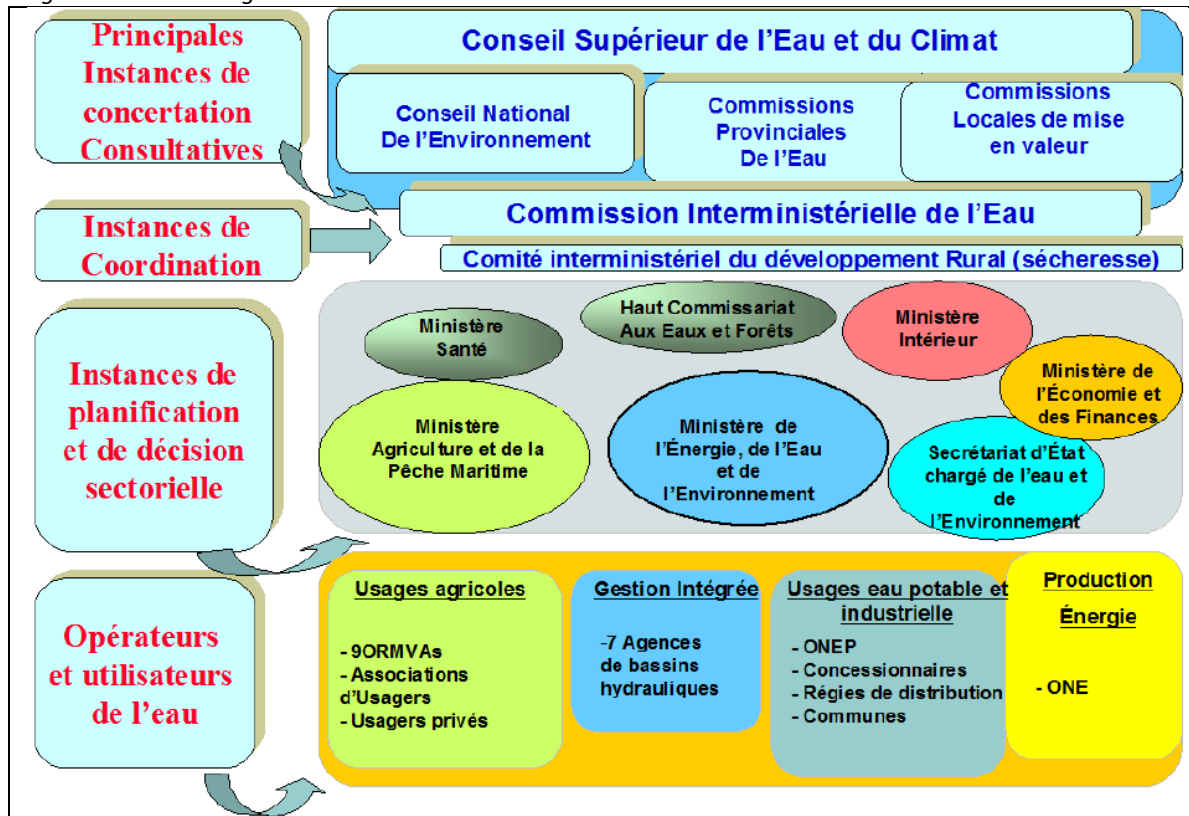 Principales
Instances de
concertation
Consultatives
Conseil Supérieur de l'Eau et du Climat
Conseil National
De l'Environnement
Commissions
Provinciales
De l'Eau
Commissions
Locales de mise
en valeur
Instances de
Coordination
Commission Interministérielle de l'Eau
Comité interministériel du développement Rural (sécheresse)
Instances de
planification
et de décision
sectorielle
Ministère
Santé
Haut Commissariat
Aux Eaux et Forêts
Ministère
Intérieur
Ministère de
l'Économie et
des Finances
Ministère
Agriculture et de la
Pêche Maritime
Ministère de
l'Énergie, de l'Eau
et de
l'Environnement
Secrétariat d'État
chargé de l'eau et
de
l'Environnement
Opérateurs
et utilisateurs
de l'eau
Usages agricoles
- 9ORMVAs
- Associations
d'Usagers
- Usagers privés
Gestion Intégrée
-7 Agences
de bassins
hydrauliques
Usages eau potable et
industrielle
- ONEP
- Concessionnaires
- Régies de distribution
- Communes
Production
Énergie
- ONE